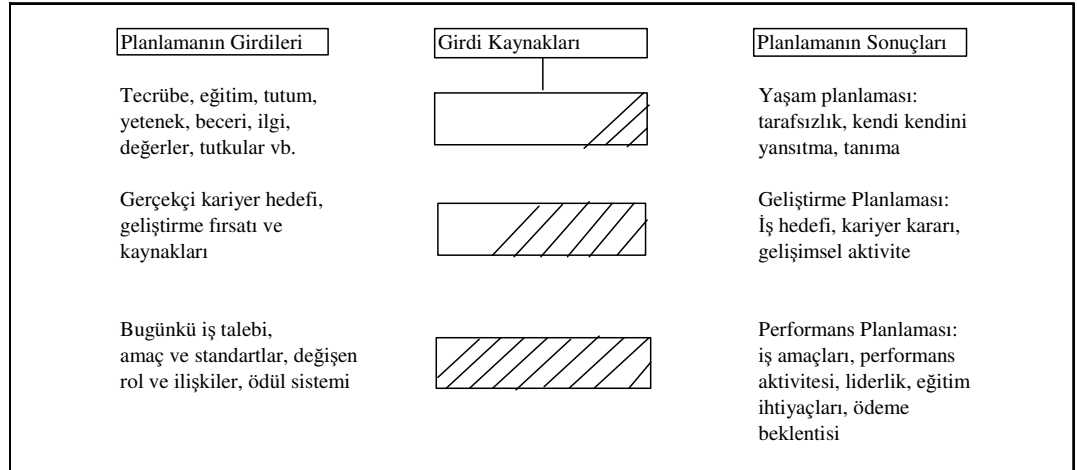 Planlamanın Girdileri
Girdi Kaynakları
Planlamanın Sonuçları
Tecrübe, eğitim, tutum,
yetenek, beceri, ilgi,
değerler, tutkular vb.
Yaşam planlaması:
tarafsızlık, kendi kendini
yansıtma, tanıma
Gerçekçi kariyer hedefi,
geliştirme fırsatı ve
kaynakları
Geliştirme Planlaması:
İş hedefi, kariyer kararı,
gelişimsel aktivite
Bugünkü iş talebi,
amaç ve standartlar, değişen
rol ve ilişkiler, ödül sistemi
Performans Planlaması:
iş amaçları, performans
aktivitesi, liderlik, eğitim
ihtiyaçları, ödeme
beklentisi